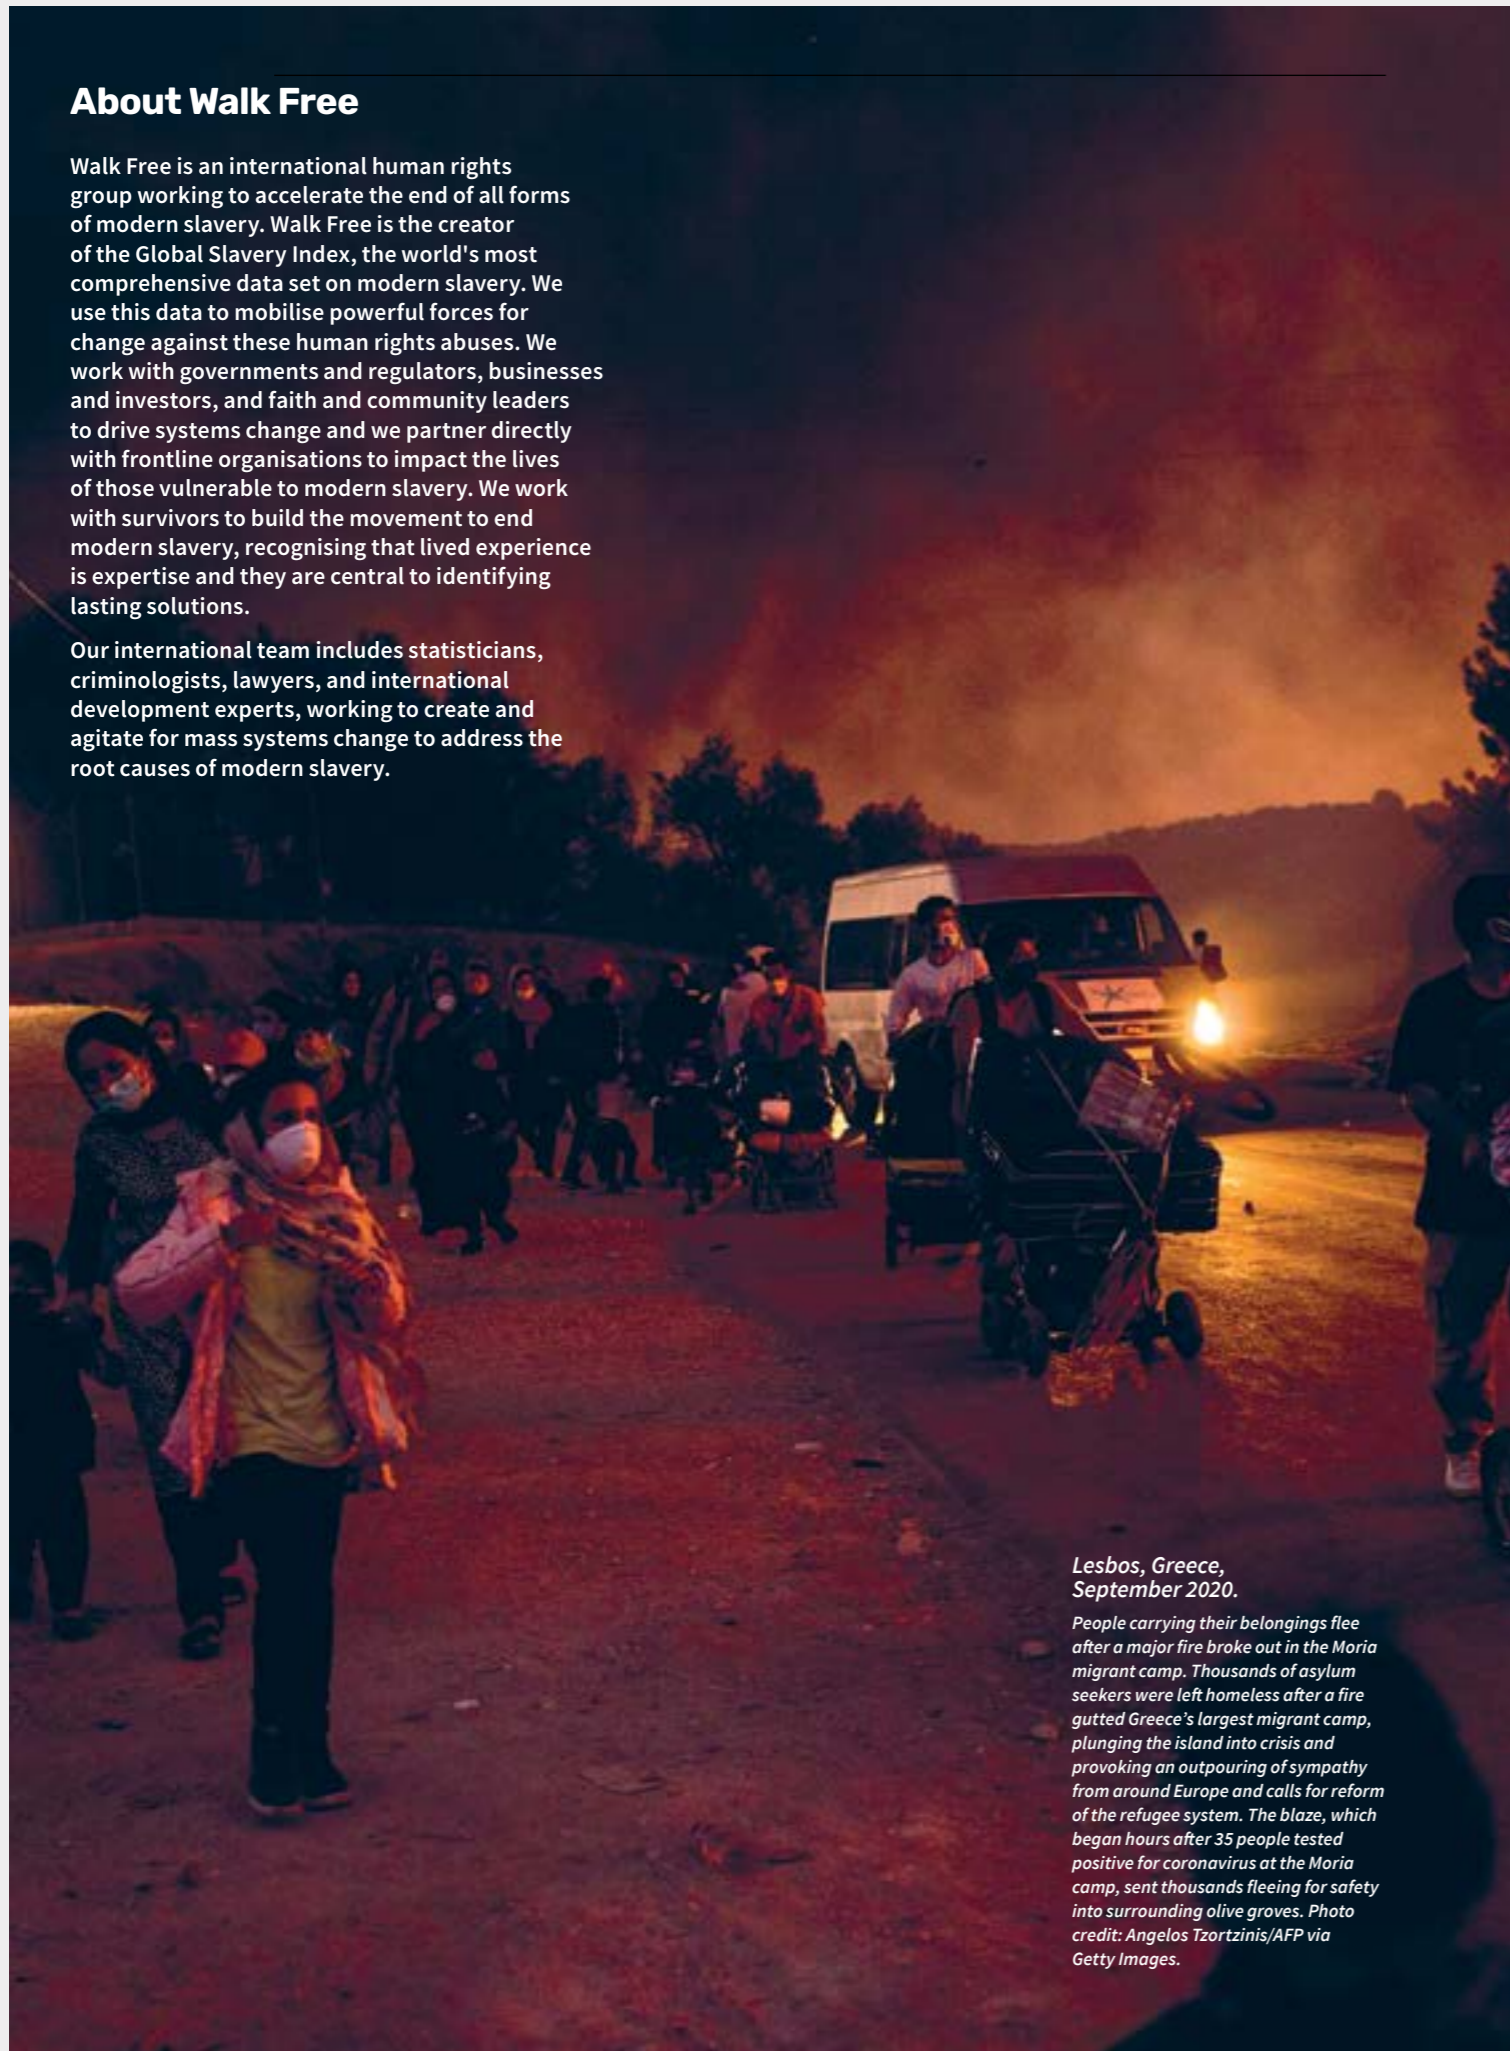 About Walk Free
Walk Free is an international human rights
group working to accelerate the end of all forms
of modern slavery. Walk Free is the creator
of the Global Slavery Index, the world's most
comprehensive data set on modern slavery. We
use this data to mobilise powerful forces for
change against these human rights abuses. We
work with governments and regulators, businesses
and investors, and faith and community leaders
to drive systems change and we partner directly
with frontline organisations to impact the lives
of those vulnerable to modern slavery. We work
with survivors to build the movement to end
modern slavery, recognising that lived experience
is expertise and they are central to identifying
lasting solutions.
Our international team includes statisticians,
criminologists, lawyers, and international
development experts, working to create and
agitate for mass systems change to address the
root causes of modern slavery.
Lesbos, Greece,
September 2020.
People carrying their belongings flee
after a major fire broke out in the Moria
migrant camp. Thousands of asylum
seekers were left homeless after a fire
gutted Greece’s largest migrant camp,
plunging the island into crisis and
provoking an outpouring of sympathy
from around Europe and calls for reform
of the refugee system. The blaze, which
began hours after 35 people tested
positive for coronavirus at the Moria
camp, sent thousands fleeing for safety
into surrounding olive groves. Photo
credit: Angelos Tzortzinis/AFP via
Getty Images.